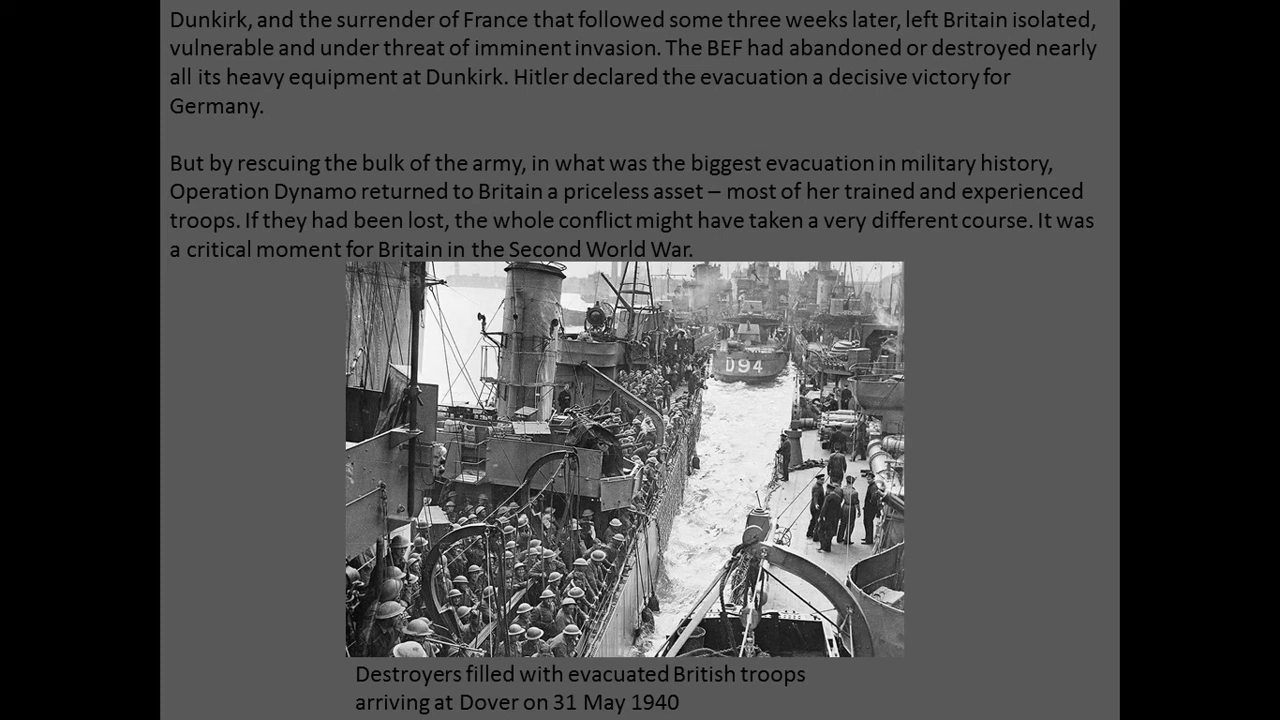 Dunkirk, and the surrender of France that followed some three weeks later, left Britain isolated,
vulnerable and under threat of imminent invasion. The BEF had abandoned or destroyed nearly
all its heavy equipment at Dunkirk. Hitler declared the evacuation a decisive victory for
Germany.
But by rescuing the bulk of the army, in what was the biggest evacuation in military history,
Operation Dynamo returned to Britain a priceless asset – most of her trained and experienced
troops. If they had been lost, the whole conflict might have taken a very different course. It was
a critical moment for Britain in the Second World War.
D94
Destroyers filled with evacuated British troops
arriving at Dover on 31 May 1940